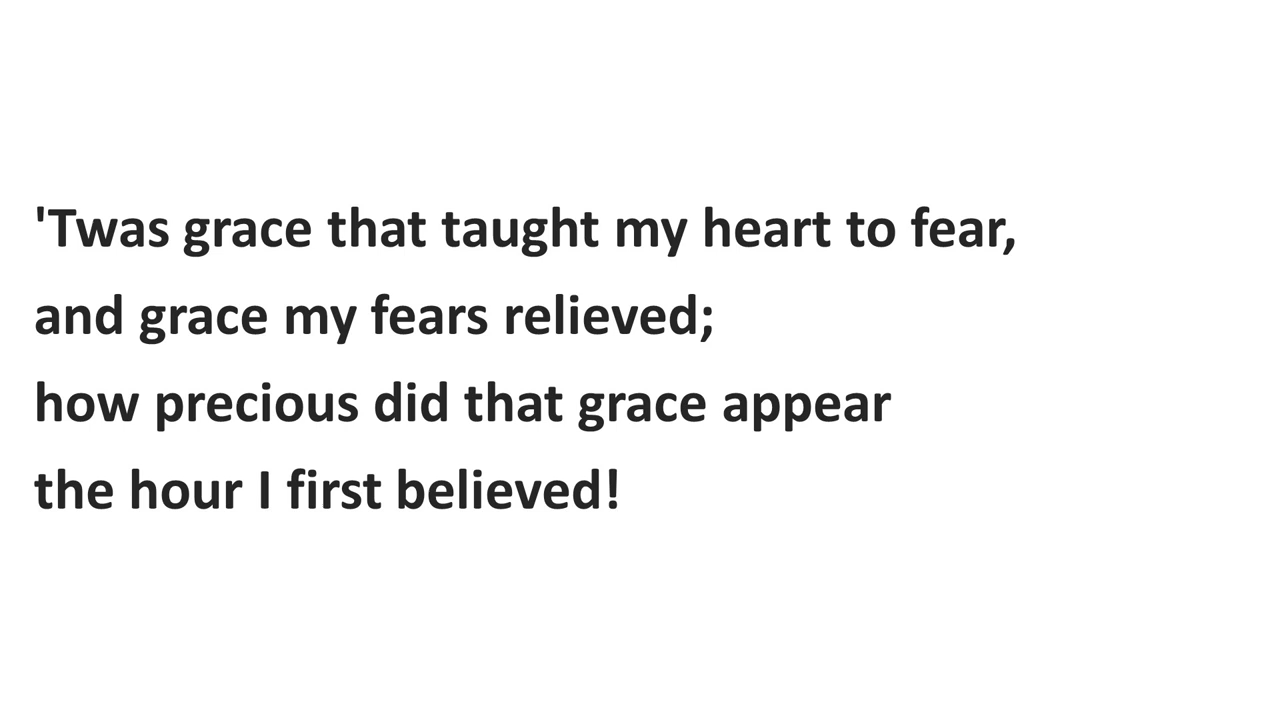 'Twas grace that taught my heart to fear,
and grace my fears relieved;
how precious did that grace appear
the hour I first believed!